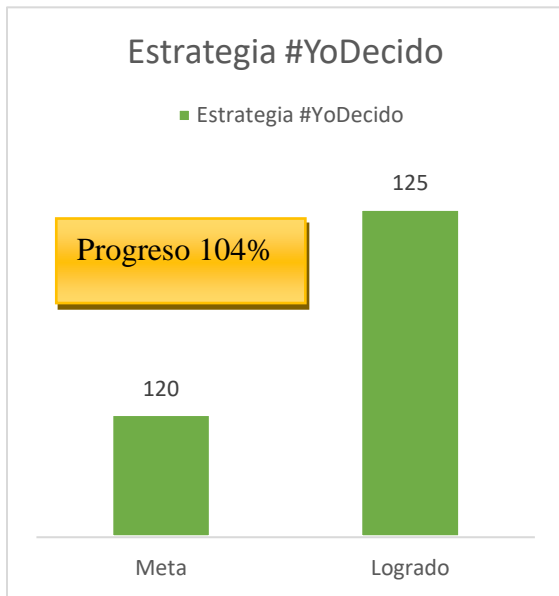 Estrategia #YoDecido
Estrategia #YoDecido
125
Progreso 104%
120
Meta Logrado